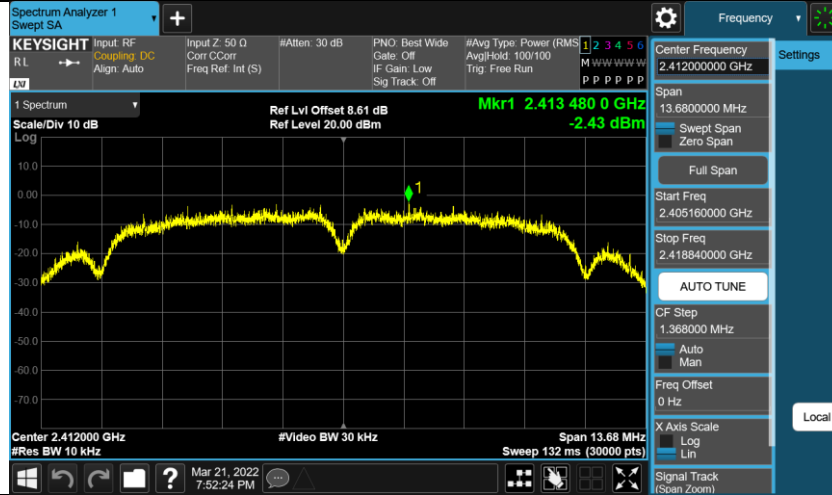 Spectrum Analyzer 1
Swept SA
+
Frequency
KEYSIGHT
R L
LXI
Input: RF
Coupling: DC
Align: Auto
Input Z: 50 Ω
Corr CCorr
Freq Ref: Int (S)
#Atten: 30 dB
PNO: Best Wide
Gate: Off
IF Gain: Low
Sig Track: Off
#Avg Type: Power (RMS
Avg|Hold: 100/100
Trig: Free Run
1 2 3 4 5 6
M W W W W W
P P P P P P
1 Spectrum
Scale/Div 10 dB
Log
Ref Lvl Offset 8.61 dB
Ref Level 20.00 dBm
Mkr1 2.413 480 0 GHz
-2.43 dBm
10.0
0.00
-10.0
-20.0
-30.0
-40.0
-50.0
-60.0
-70.0
1
Center 2.412000 GHz
#Res BW 10 kHz
#Video BW 30 kHz
Span 13.68 MHz
Sweep 132 ms (30000 pts)
Center Frequency
2.412000000 GHz
Settings
Span
13.6800000 MHz
Swept Span
Zero Span
Full Span
Start Freq
2.405160000 GHz
Stop Freq
2.418840000 GHz
AUTO TUNE
CF Step
1.368000 MHz
Auto
Man
Freq Offset
0 Hz
X Axis Scale
Log
Lin
Local
Signal Track
(Span Zoom)
?
Mar 21, 2022
7:52:24 PM